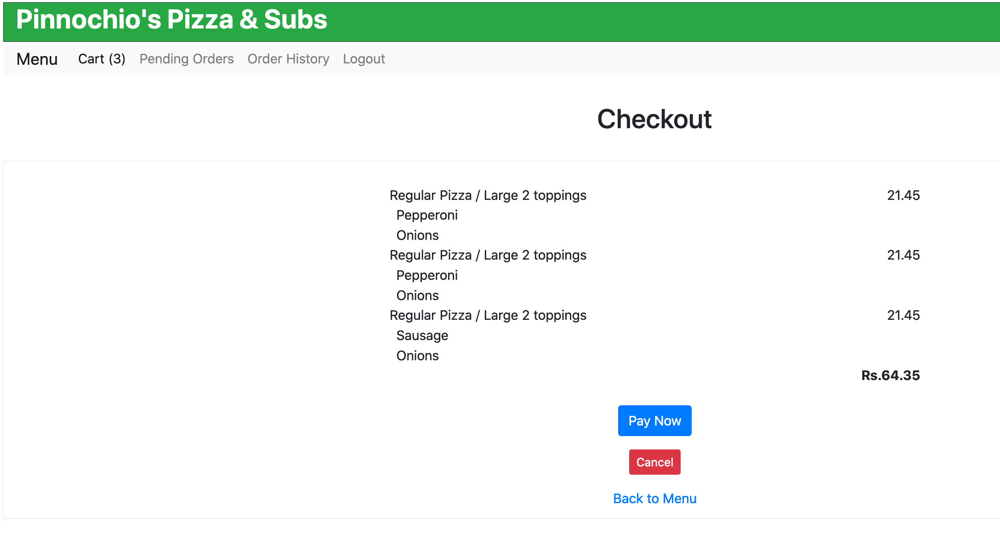 Pinnochio's Pizza & Subs
Menu Cart (3) Pending Orders Order History Logout
Checkout
Regular Pizza / Large 2 toppings 21.45
Pepperoni
Onions
Regular Pizza / Large 2 toppings 21.45
Pepperoni
Onions
Regular Pizza / Large 2 toppings 21.45
Sausage
Onions
Rs.64.35
Pay Now
Cancel
Back to Menu